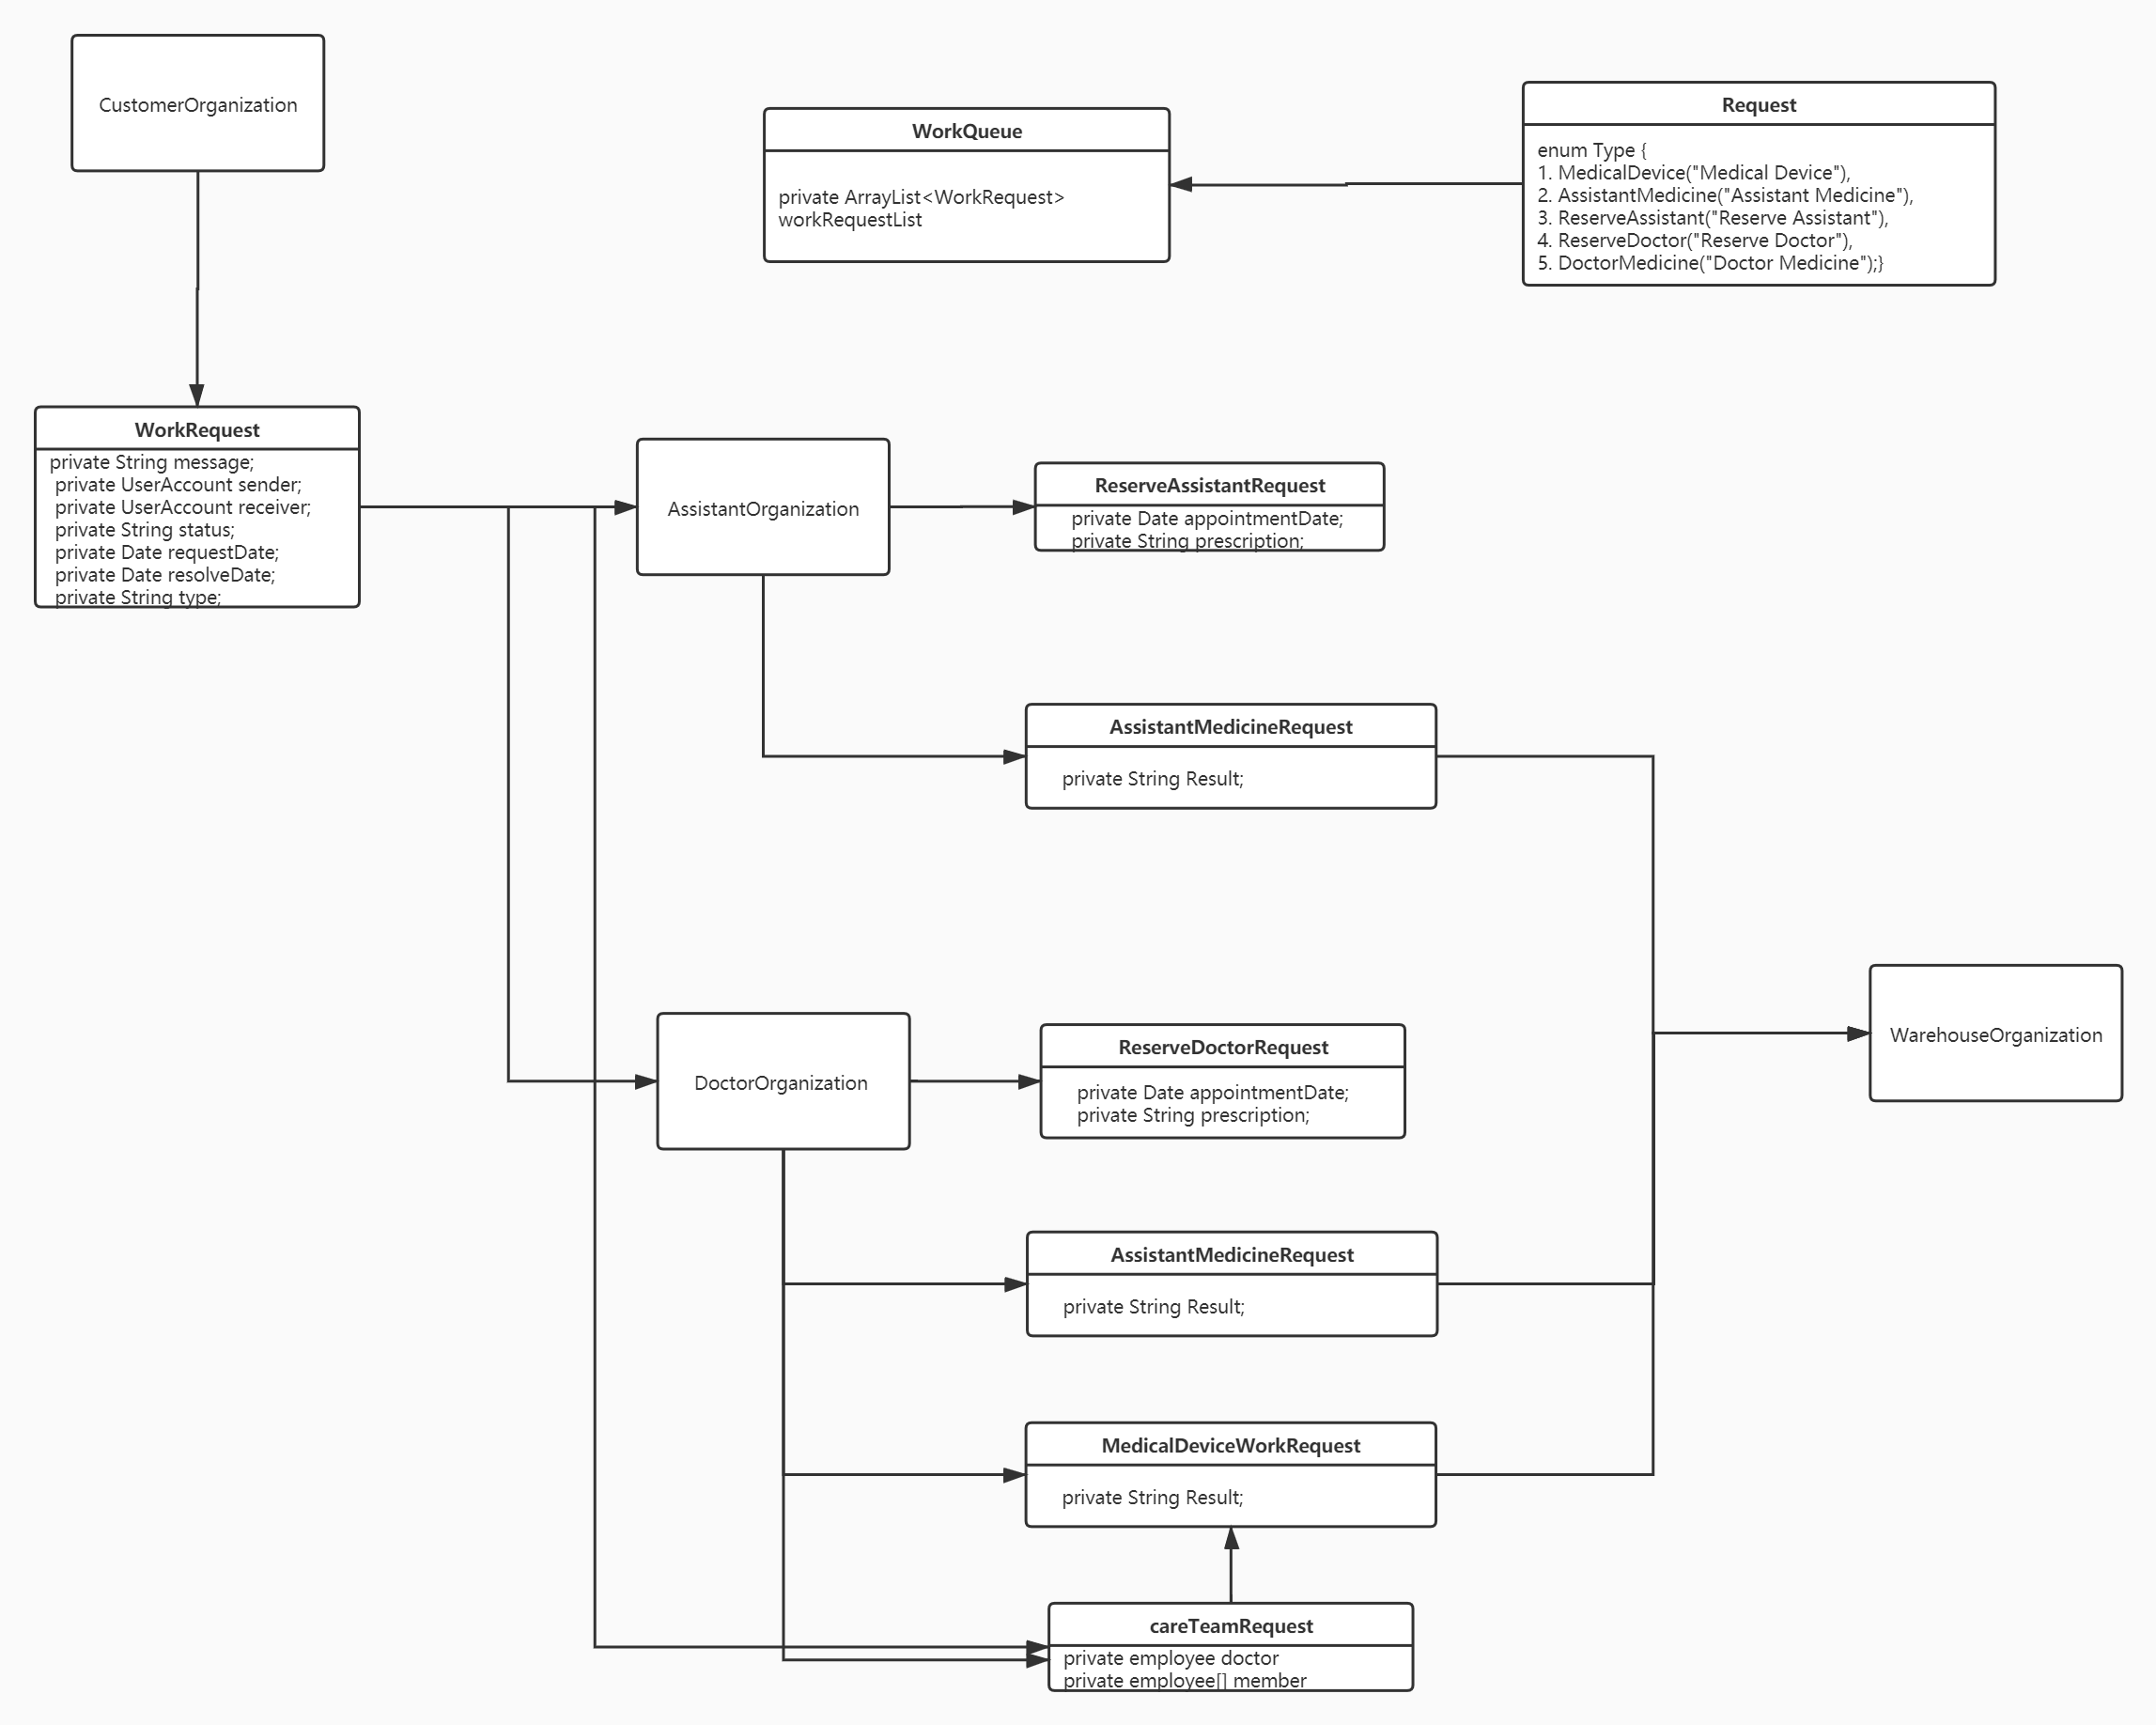 CustomerOrganization
WorkQueue
private ArrayList<WorkRequest>
workRequestList
Request
enum Type {
1. MedicalDevice("Medical Device"),
2. AssistantMedicine("Assistant Medicine"),
3. ReserveAssistant("Reserve Assistant"),
4. ReserveDoctor("Reserve Doctor"),
5. DoctorMedicine("Doctor Medicine");}
WorkRequest
private String message;
private UserAccount sender;
private UserAccount receiver;
private String status;
private Date requestDate;
private Date resolveDate;
private String type;
AssistantOrganization
ReserveAssistantRequest
private Date appointmentDate;
private String prescription;
AssistantMedicineRequest
private String Result;
DoctorOrganization
ReserveDoctorRequest
private Date appointmentDate;
private String prescription;
WarehouseOrganization
AssistantMedicineRequest
private String Result;
MedicalDeviceWorkRequest
private String Result;
careTeamRequest
private employee doctor
private employee[] member